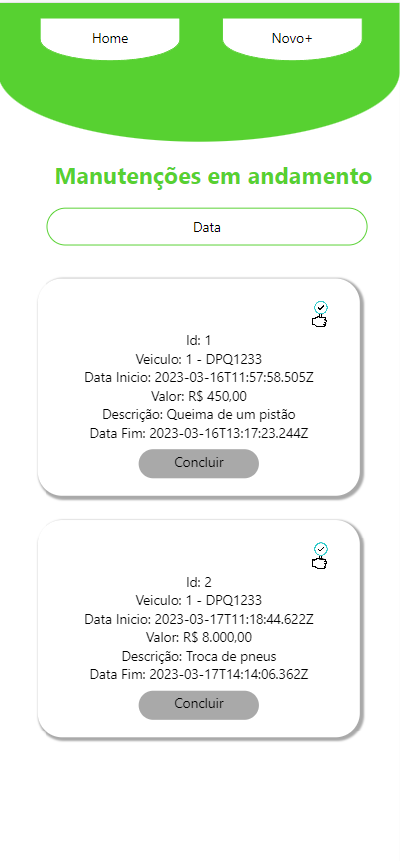 Home
Novo+
Manutenções em andamento
Data
Id: 1
Veiculo: 1 - DPQ1233
Data Inicio: 2023-03-16T11:57:58.505Z
Valor: R$ 450,00
Descrição: Queima de um pistão
Data Fim: 2023-03-16T13:17:23.244Z
Concluir
Id: 2
Veiculo: 1 - DPQ1233
Data Inicio: 2023-03-17T11:18:44.622Z
Valor: R$ 8.000,00
Descrição: Troca de pneus
Data Fim: 2023-03-17T14:14:06.362Z
Concluir